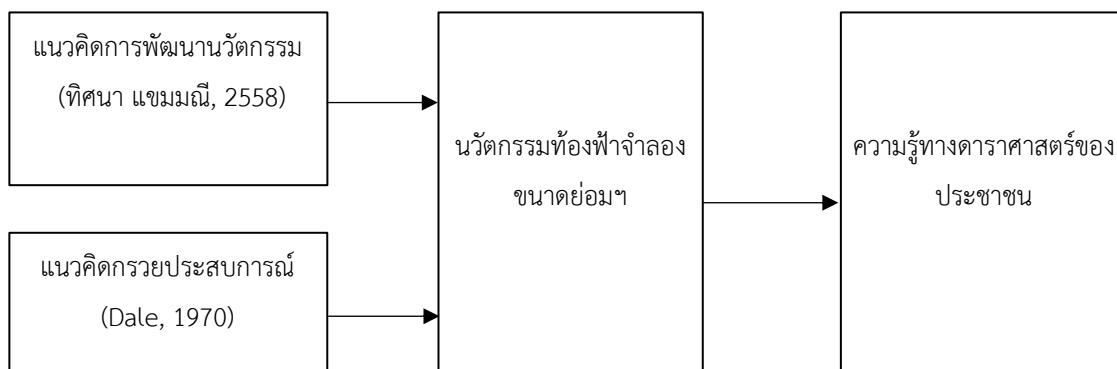 แนวคิดการพัฒนานวัตกรรม
(ทิศนา แขมมณี, 2558)
แนวคิดกรวยประสบการณ์
(Dale, 1970)
นวัตกรรมท้องฟ้าจำลอง
ขนาดย่อมฯ
ความรู้ทางดาราศาสตร์ของ
ประชาชน